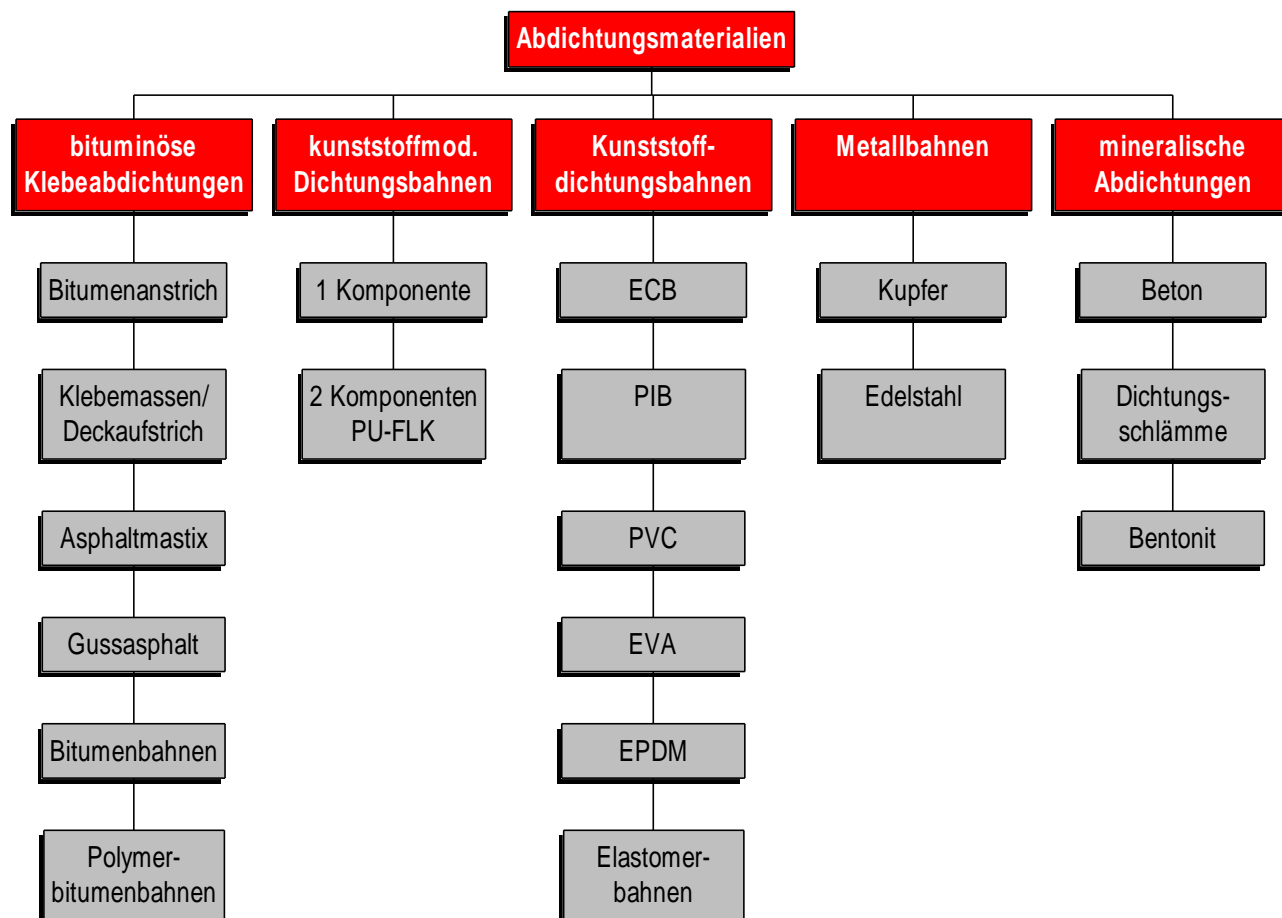 Abdichtungsmaterialien
bituminöse
Klebeabdichtungen
kunststoffmod.
Dichtungsbahnen
Kunststoff-
dichtungsbahnen
Metallbahnen
mineralische
Abdichtungen
Bitumenanstrich
Klebemassen/
Deckaufstrich
Asphaltmastix
Gussasphalt
Bitumenbahnen
Polymer-
bitumenbahnen
1 Komponente
2 Komponenten
PU-FLK
ECB
PIB
PVC
EVA
EPDM
Elastomer-
bahnen
Kupfer
Edelstahl
Beton
Dichtungs-
schlämme
Bentonit